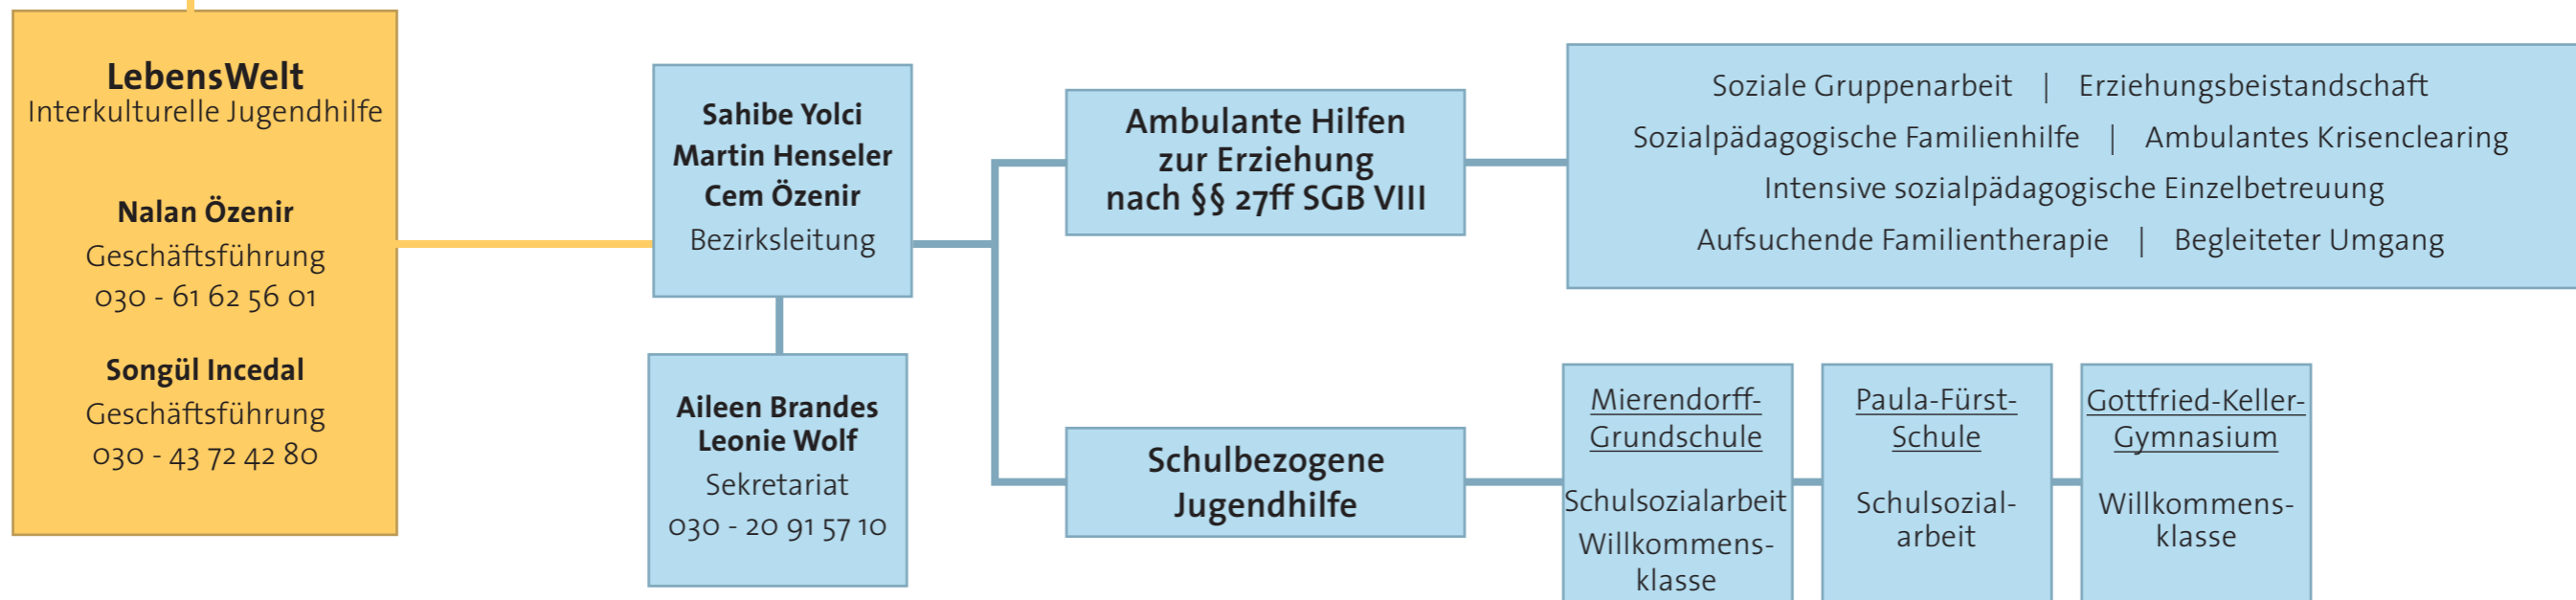 LebensWelt
Interkulturelle Jugendhilfe
Nalan Özenir
Geschäftsführung
030 - 61 62 56 01
Songül Incedal
Geschäftsführung
030 - 43 72 42 80
Sahibe Yolci
Martin Henseler
Cem Özenir
Bezirksleitung
Aileen Brandes
Leonie Wolf
Sekretariat
030 - 20 91 57 10
Ambulante Hilfen
zur Erziehung
nach §§ 27ff SGB VIII
Soziale Gruppenarbeit | Erziehungsbeistandschaft
Sozialpädagogische Familienhilfe | Ambulantes Krisenclearing
Intensive sozialpädagogische Einzelbetreuung
Aufsuchende Familientherapie | Begleiteter Umgang
Schulbezogene
Jugendhilfe
Mierendorff-
Grundschule
Schulsozialarbeit
Willkommens-
klasse
Paula-Fürst-
Schule
Schulsozial-
arbeit
Gottfried-Keller-
Gymnasium
Willkommens-
klasse